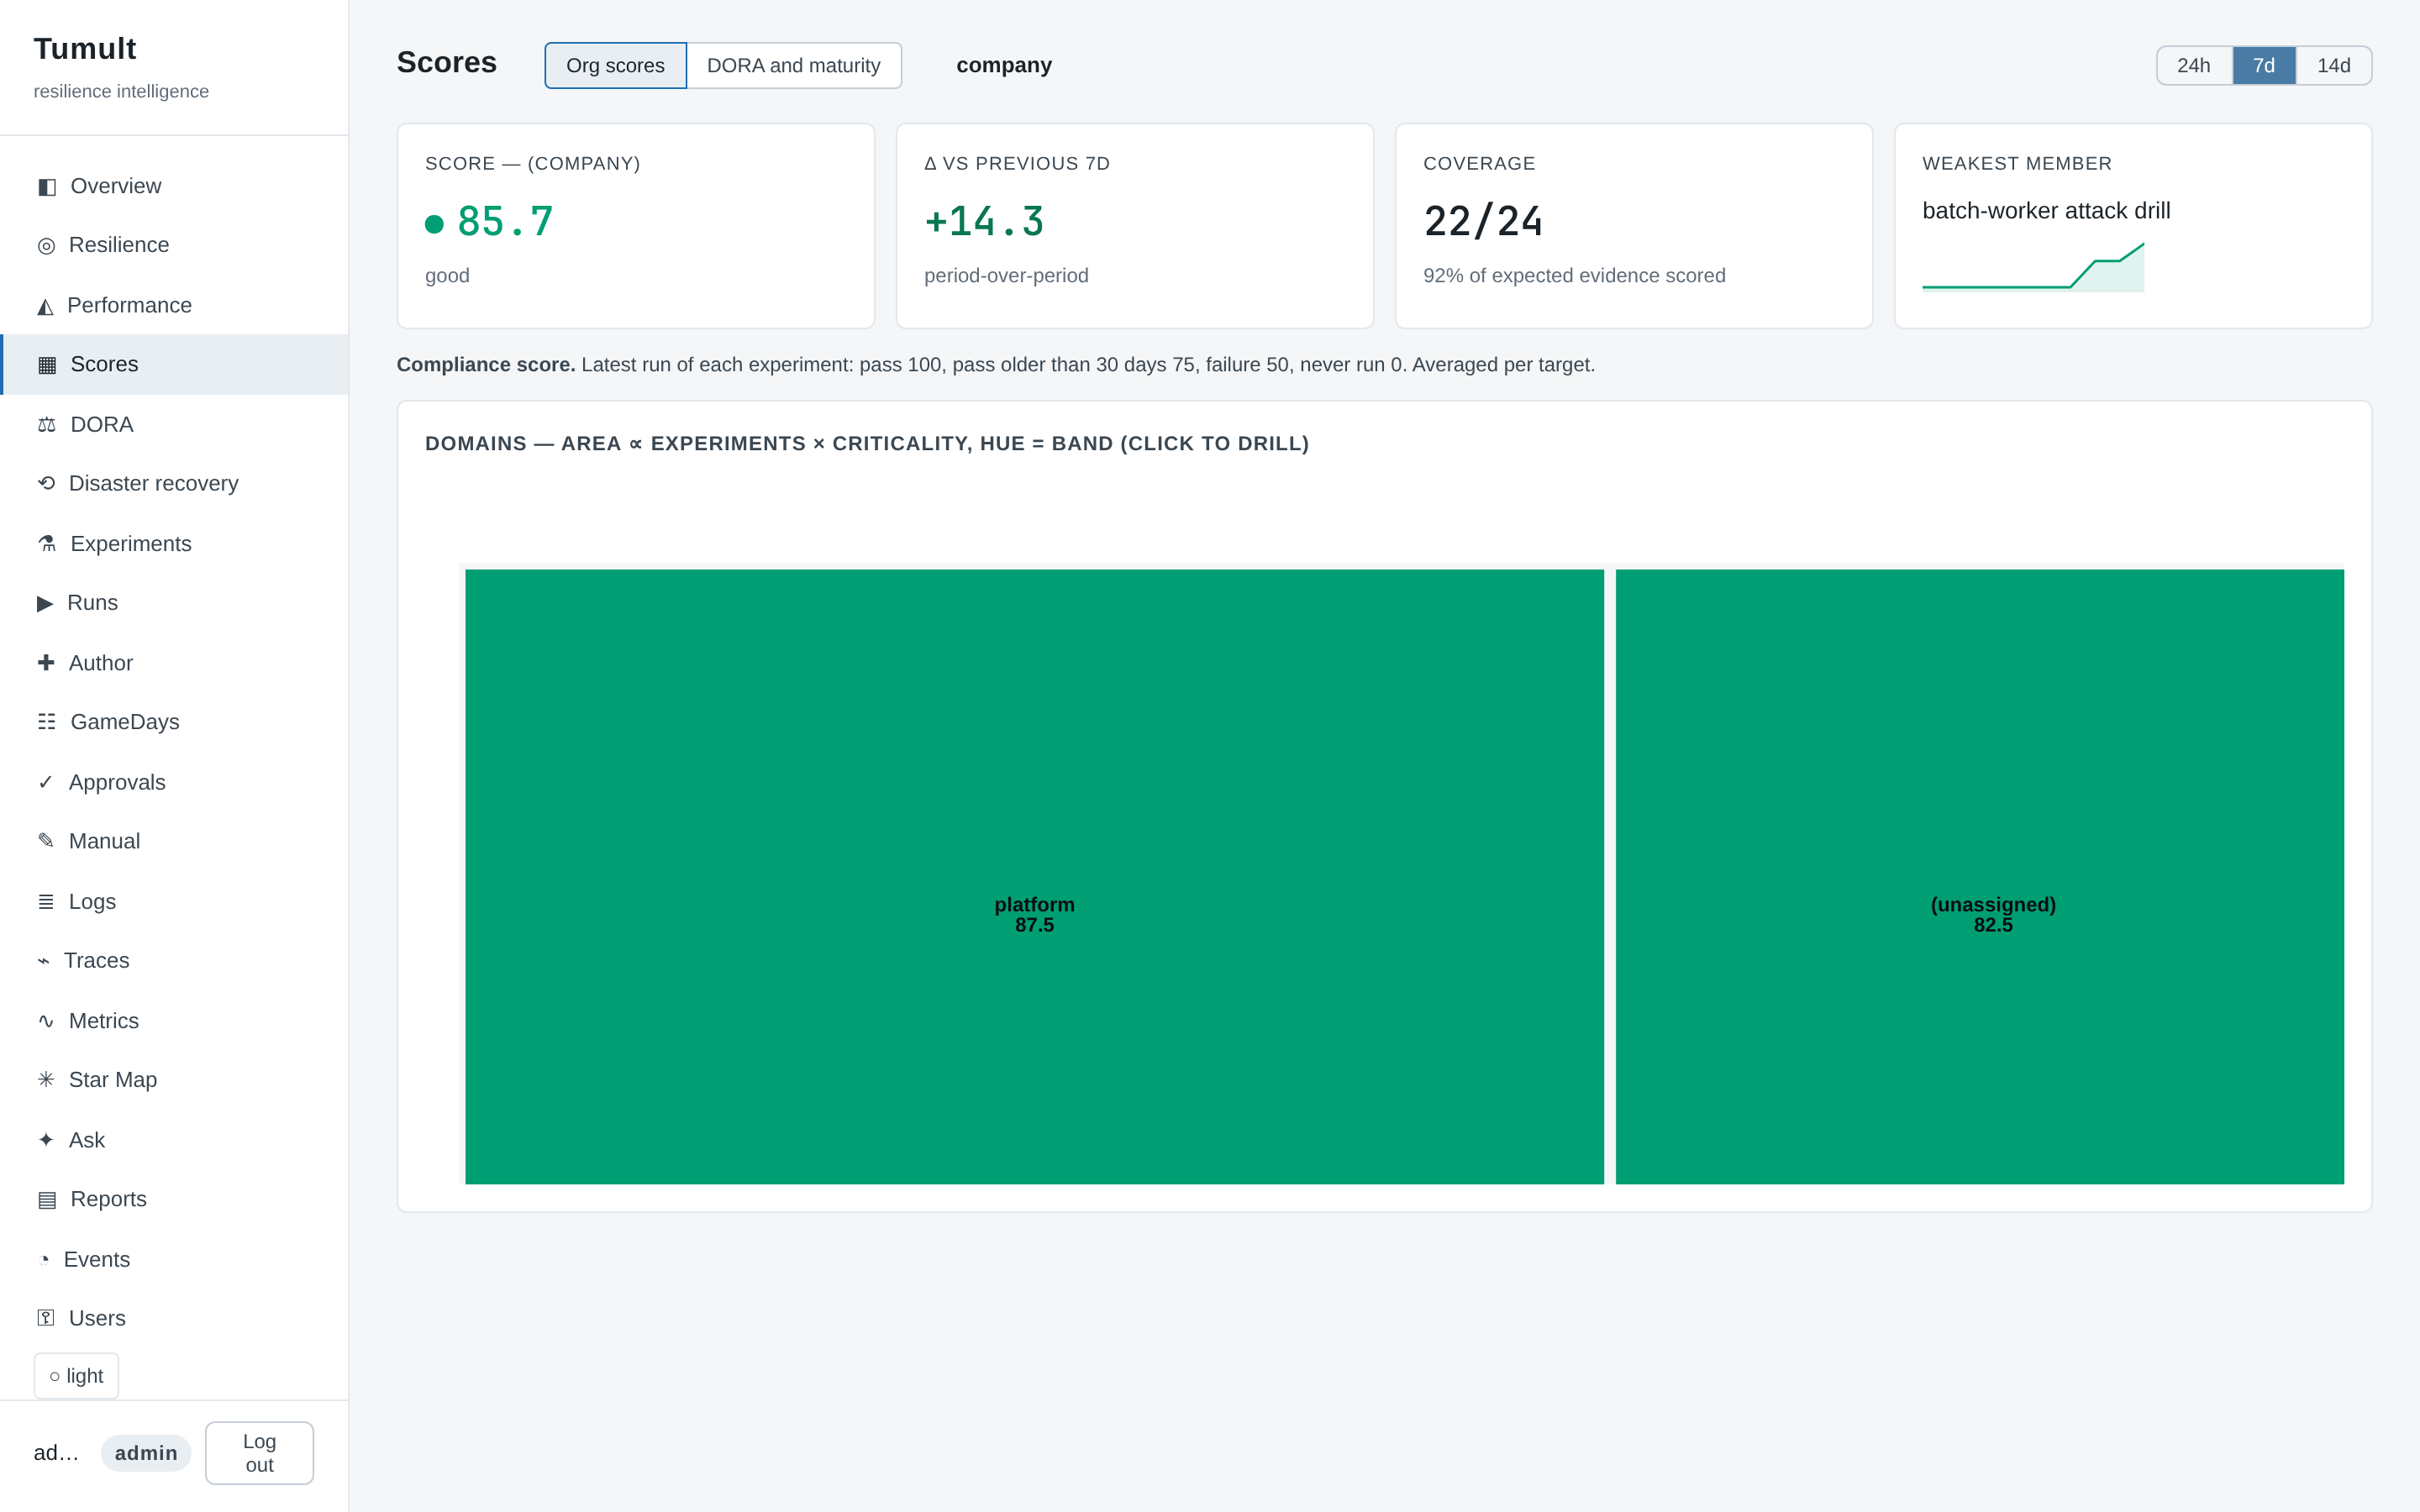 Tumult
resilience intelligence
Overview
Resilience
Performance
Scores
DORA
Disaster recovery
Experiments
Runs
Author
GameDays
Approvals
Manual
Logs
Traces
Metrics
Star Map
Ask
Reports
Events
Users
○ light
ad…
admin
Log
out
Scores
Org scores
DORA and maturity
company
24h
7d
14d
SCORE — (COMPANY)
85.7
good
Δ VS PREVIOUS 7D
+14.3
period-over-period
COVERAGE
22/24
92% of expected evidence scored
WEAKEST MEMBER
batch-worker attack drill
Compliance score. Latest run of each experiment: pass 100, pass older than 30 days 75, failure 50, never run 0. Averaged per target.
DOMAINS — AREA ∝ EXPERIMENTS × CRITICALITY, HUE = BAND (CLICK TO DRILL)
platform
87.5
(unassigned)
82.5